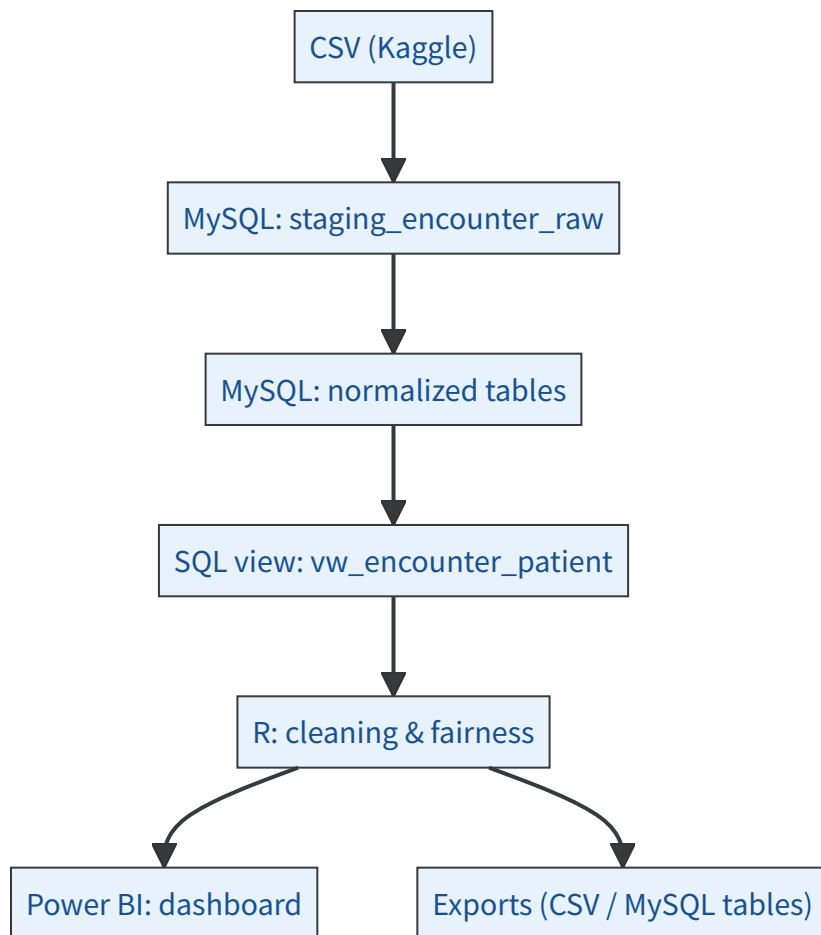 CSV (Kaggle)
MySQL: staging_encounter_raw
MySQL: normalized tables
SQL view: vw_encounter_patient
R: cleaning & fairness
Power BI: dashboard
Exports (CSV / MySQL tables)